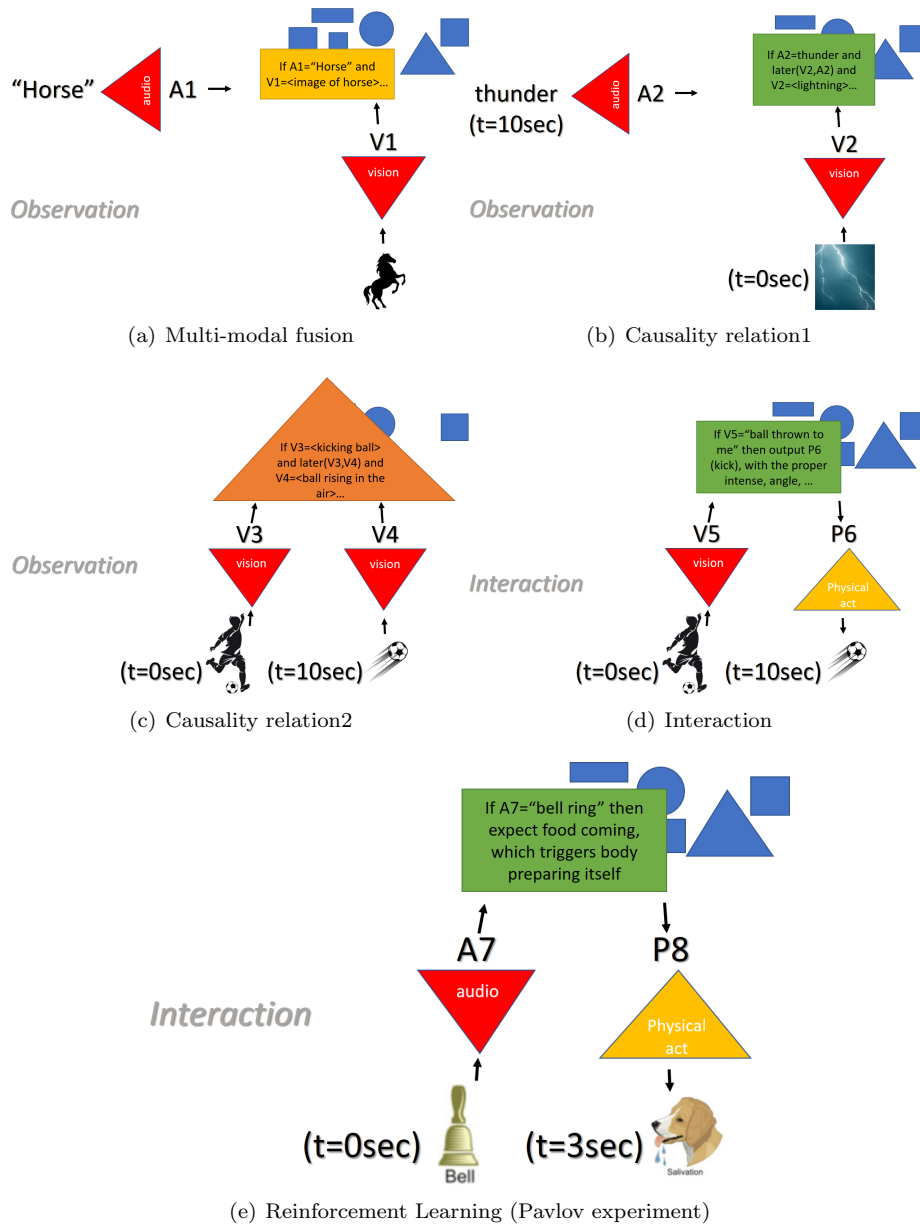 "Horse"
audio
A1
If A1="Horse" and
V1=<image of horse>...
V1
vision
Observation
(a) Multi-modal fusion
thunder
(t=10sec)
audio
A2
If A2=thunder and
later(V2,A2) and
V2=<lightning>...
V2
vision
Observation
(t=0sec)
(b) Causality relation1
If V3=<kicking ball>
and later(V3,V4) and
V4=<ball rising in the
air>...
V3
V4
vision
vision
Observation
(t=0sec)
(t=10sec)
(c) Causality relation2
If V5="ball thrown to
me" then output P6
(kick), with the proper
intense, angle, ...
V5
P6
vision
Physical
act
Interaction
(t=0sec)
(t=10sec)
(d) Interaction
If A7="bell ring" then
expect food coming,
which triggers body
preparing itself
A7
P8
audio
Physical
act
Interaction
(t=0sec)
Bell
(t=3sec)
Salivation
(e) Reinforcement Learning (Pavlov experiment)